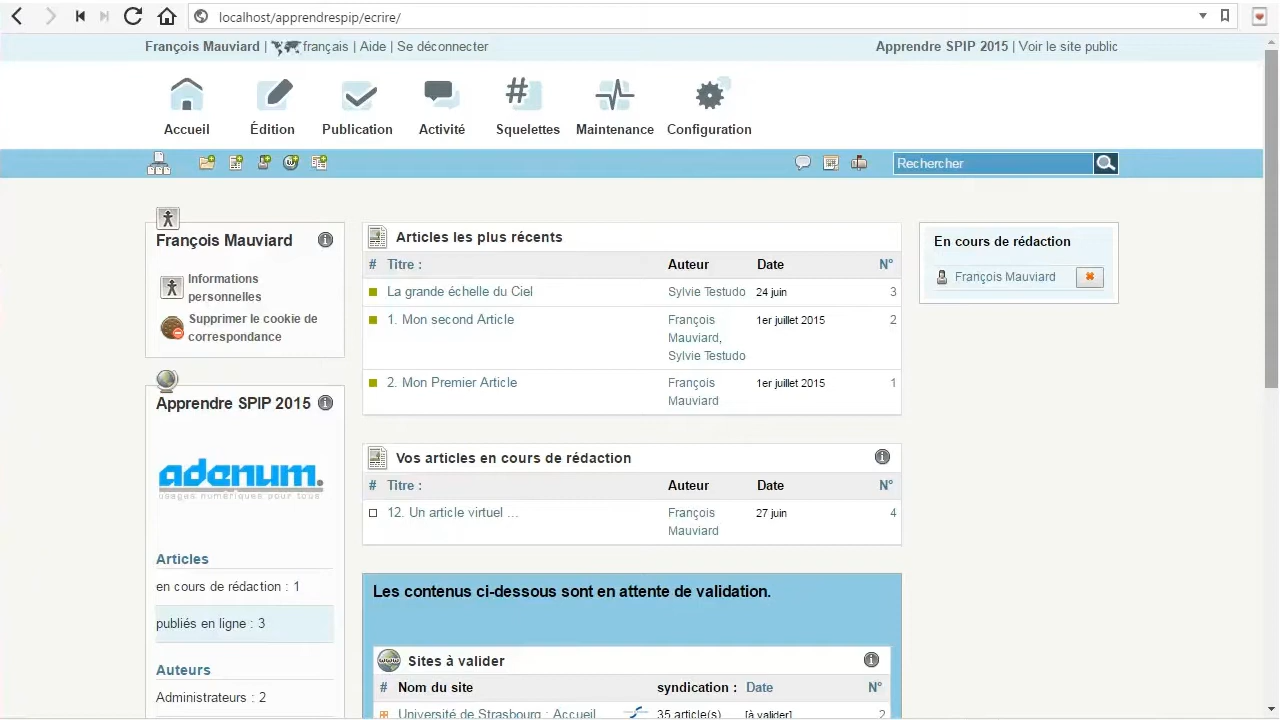 localhost/apprendrespip/ecrire/
François Mauviard | français | Aide | Se déconnecter
Apprendre SPIP 2015 | Voir le site public
Accueil
Édition
Publication
Activité
Squelettes
Maintenance
Configuration
Rechercher
François Mauviard
Informations
personnelles
Supprimer le cookie de
correspondance
Apprendre SPIP 2015
adenum.
usages numériques pour tous
Articles
en cours de rédaction : 1
publiés en ligne : 3
Auteurs
Administrateurs : 2
Articles les plus récents
# Titre : Auteur Date N°
La grande échelle du Ciel Sylvie Testudo 24 juin 3
1. Mon second Article François 1er juillet 2015 2
Mauviard,
Sylvie Testudo
2. Mon Premier Article François 1er juillet 2015 1
Mauviard
Vos articles en cours de rédaction
# Titre : Auteur Date N°
12. Un article virtuel ... François 27 juin 4
Mauviard
Les contenus ci-dessous sont en attente de validation.
www Sites à valider
# Nom du site syndication : Date N°
Université de Strasbourg : Accueil 35 article(s) [à valider] 2
En cours de rédaction
François Mauviard